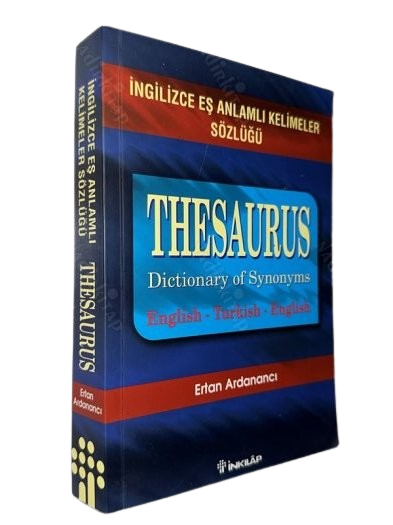 İNGİLİZCE EŞ ANLAMLI KELİMELER
SÖZLÜĞÜ
THESAURUS
Dictionary of Synonyms
English - Turkish - English
Ertan Ardanancı
İNKILÂP
İNGİLİZCE EŞ ANLAMLI
KELİMELER SÖZLÜĞÜ
THESAURUS
Ertan
Ardanancı